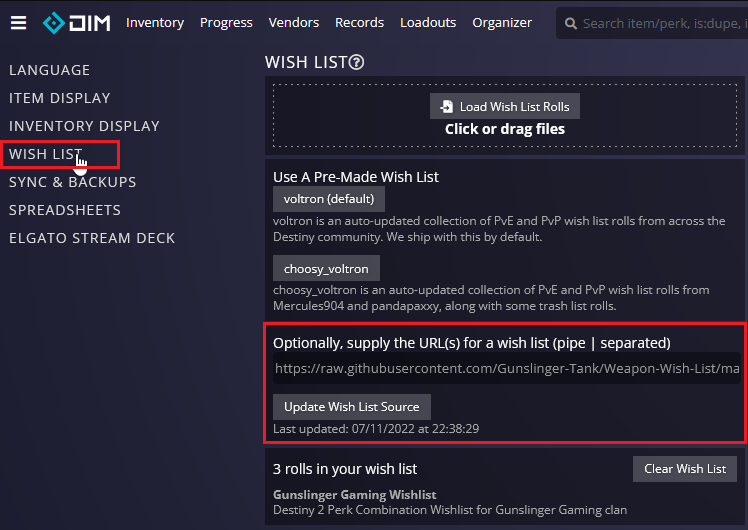 DIM Inventory Progress Vendors Records Loadouts Organizer Search item/perk, is:dupe, i
LANGUAGE
ITEM DISPLAY
INVENTORY DISPLAY
WISH LIST
SYNC & BACKUPS
SPREADSHEETS
ELGATO STREAM DECK
WISH LIST
Load Wish List Rolls
Click or drag files
Use A Pre-Made Wish List
voltron (default)
voltron is an auto-updated collection of PvE and PvP wish list rolls from across the
Destiny community. We ship with this by default.
choosy_voltron
choosy_voltron is an auto-updated collection of PvE and PvP wish list rolls from
Mercules904 and pandapaxxy, along with some trash list rolls.
Optionally, supply the URL(s) for a wish list (pipe | separated)
https://raw.githubusercontent.com/Gunslinger-Tank/Weapon-Wish-List/ma
Update Wish List Source
Last updated: 07/11/2022 at 22:38:29
3 rolls in your wish list
Clear Wish List
Gunslinger Gaming Wishlist
Destiny 2 Perk Combination Wishlist for Gunslinger Gaming clan